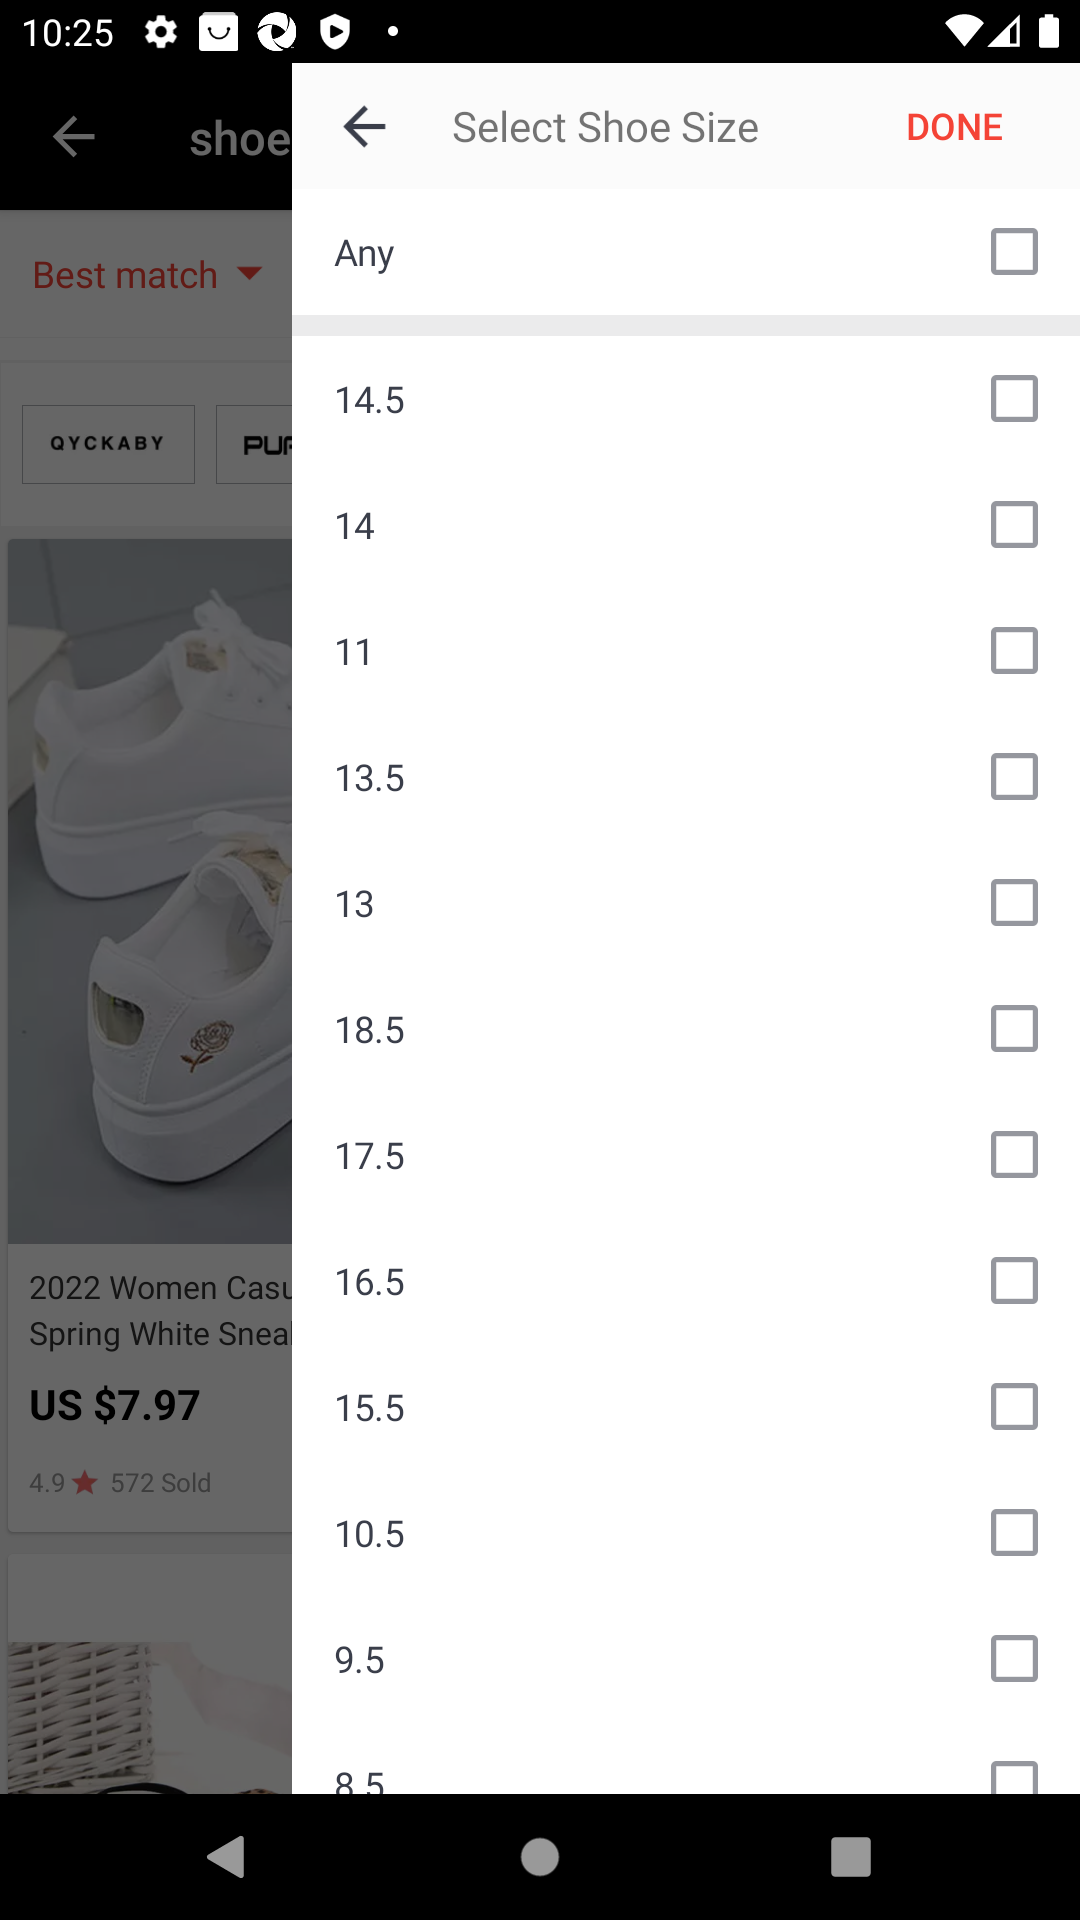 10:25
shoe
Select Shoe Size
DONE
Best match
Any
QYCKABY
14.5
14
11
13.5
13
18.5
17.5
16.5
15.5
10.5
9.5
8.5
2022 Women Casu
Spring White Sneal
US $7.97
4.9 572 Sold